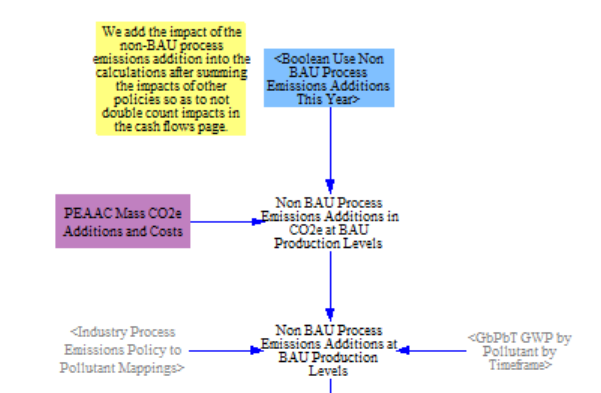 We add the impact of the
non-BAU process
emissions addition into the
calculations after summing
the impacts of other
policies so as to not
double count impacts in
the cash flows page.
<Boolean Use Non
BAU Process
Emissions Additions
This Year>
PEAAC Mass CO2e
Additions and Costs
Non BAU Process
Emissions Additions in
CO2e at BAU
Production Levels
<Industry Process
Emissions Policy to
Pollutant Mappings>
Non BAU Process
Emissions Additions at
BAU Production
Levels
<GbPbT GWP by
Pollutant by
Timeframe>